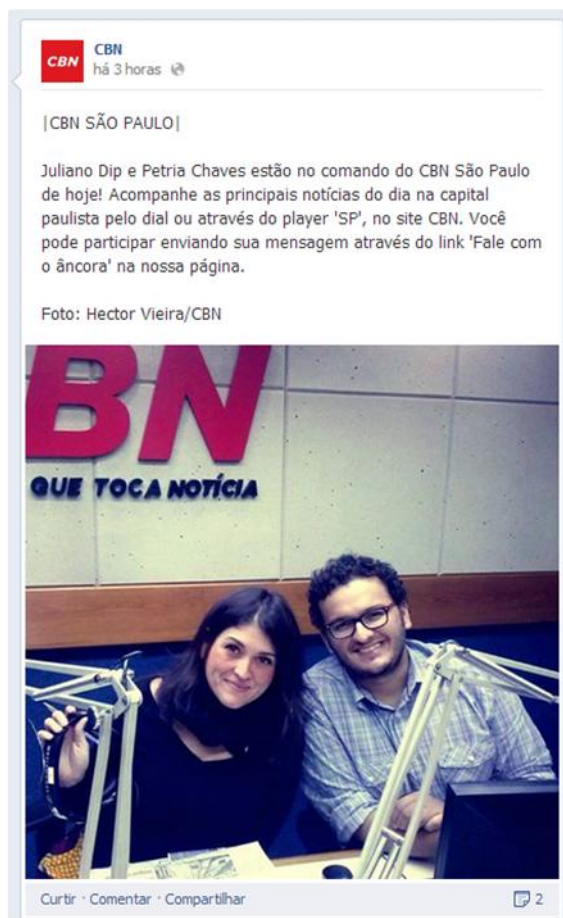 CBN
CBN
há 3 horas
|CBN SÃO PAULO|
Juliano Dip e Petria Chaves estão no comando do CBN São Paulo
de hoje! Acompanhe as principais notícias do dia na capital
paulista pelo dial ou através do player 'SP', no site CBN. Você
pode participar enviando sua mensagem através do link 'Fale com
o âncora' na nossa página.
Foto: Hector Vieira/CBN
BN
QUE TOCA NOTÍCIA
Curtir · Comentar · Compartilhar
2